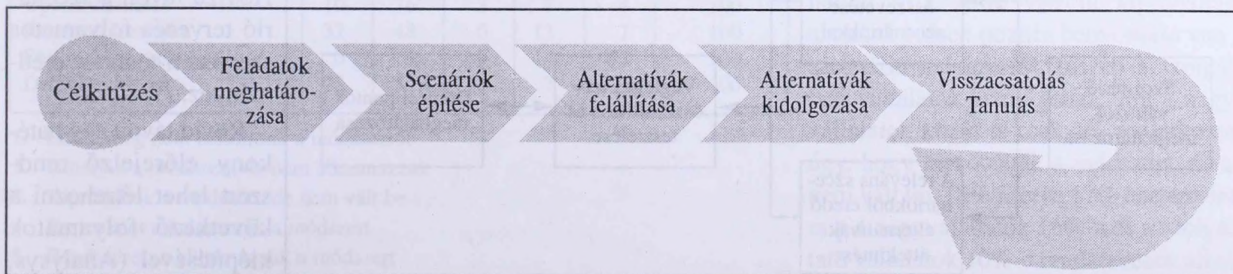 Célkitűzés
Feladatok
meghatáro-
zása
Scenáriók
építése
Alternatívák
felállítása
Alternatívák
kidolgozása
Visszacsatolás
Tanulás